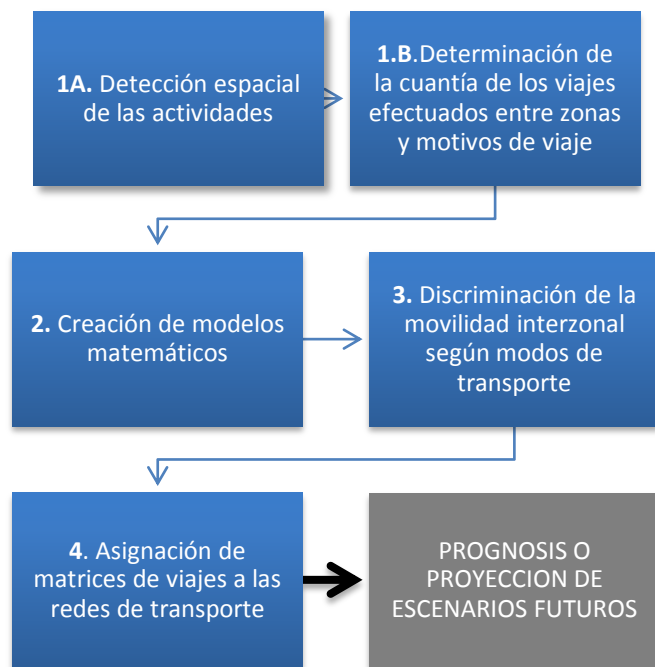 1A. Detección espacial
de las actividades
1.B.Determinación de
la cuantía de los viajes
efectuados entre zonas
y motivos de viaje
2. Creación de modelos
matemáticos
3. Discriminación de la
movilidad interzonal
según modos de
transporte
4. Asignación de
matrices de viajes a las
redes de transporte
PROGNOSIS O
PROYECCION DE
ESCENARIOS FUTUROS